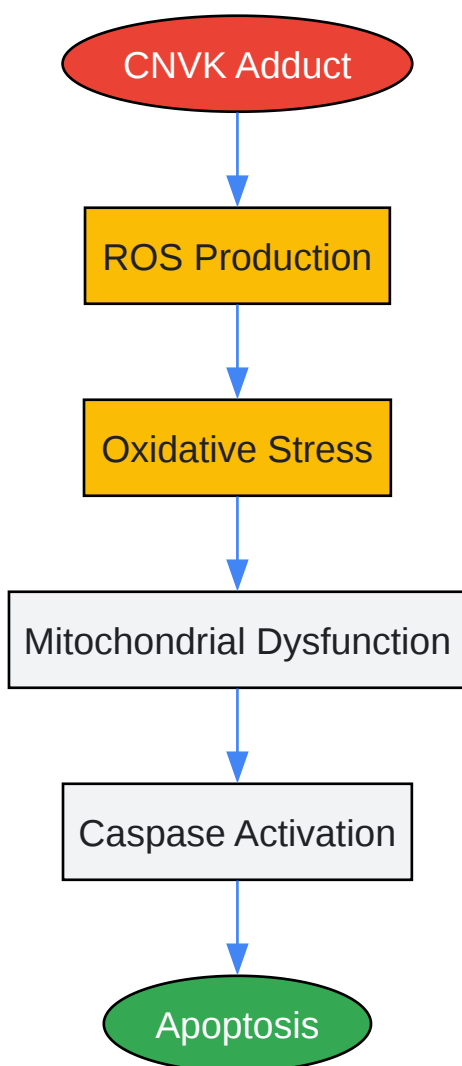 CNVK Adduct
ROS Production
Oxidative Stress
Mitochondrial Dysfunction
Caspase Activation
Apoptosis